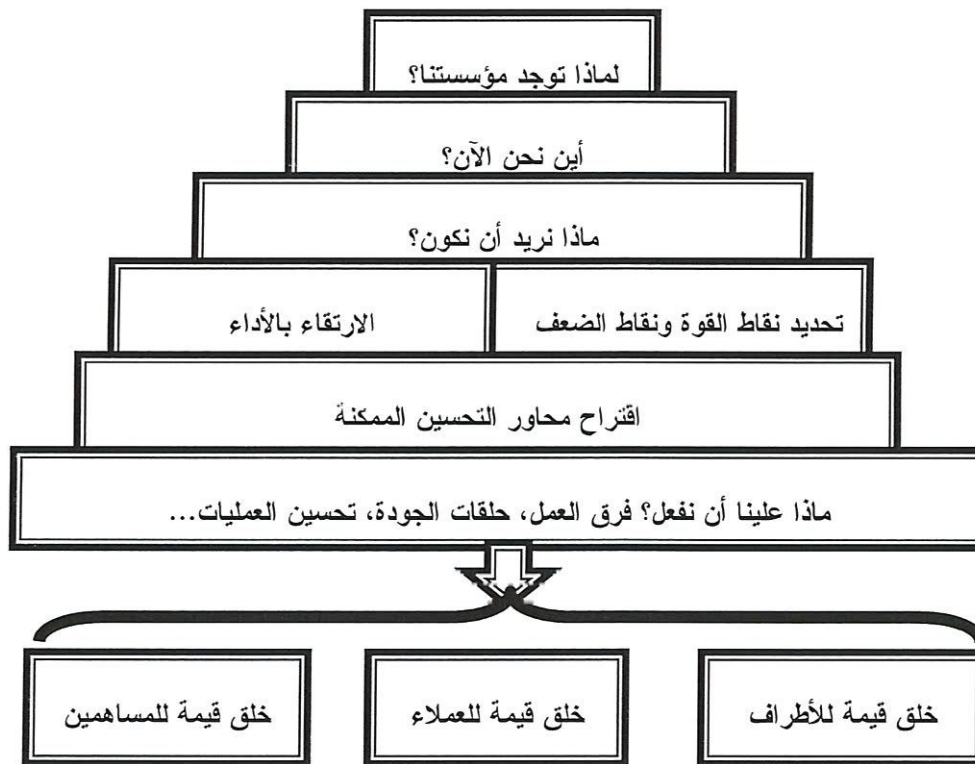 لماذا توجد مؤسستنا؟
أين نحن الآن؟
ماذا نريد أن نكون؟
تحديد نقاط القوة ونقاط الضعف
الارتقاء بالأداء
اقتراح محاور التحسين الممكنة
ماذا علينا أن نفعل؟ فرق العمل، حلقات الجودة، تحسين العمليات...
خلق قيمة للأطراف
خلق قيمة للعملاء
خلق قيمة للمساهمين